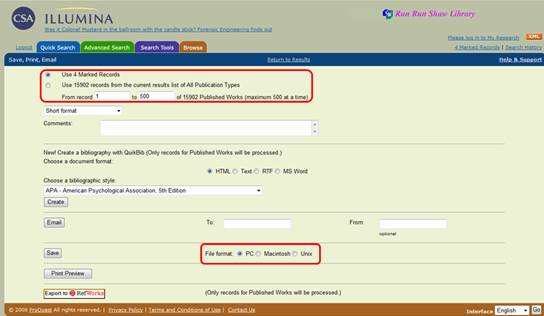 CSA ILLUMINA
Run Run Shaw Library
Was it Colonel Mustard in the ballroom with the candle stick? Forensic Engineering finds out
Please log in to My Research XML
Logout Quick Search Advanced Search Search Tools Browse 4 Marked Records | Search History
Save, Print, Email Return to Results Help & Support
Use 4 Marked Records
Use 15902 records from the current results list of All Publication Types
From record 1 to 500 of 15902 Published Works (maximum 500 at a time)
Short format
Comments:
New! Create a bibliography with QuikBib (Only records for Published Works will be processed.)
Choose a document format:
HTML Text RTF MS Word
Choose a bibliographic style:
APA - American Psychological Association, 5th Edition
Create
Email To: From:
optional
Save File format: PC Macintosh Unix
Print Preview
Export to RefWorks (Only records for Published Works will be processed.)
© 2008 ProQuest All rights reserved. | Privacy Policy | Terms and Conditions of Use | Contact Us Interface English Go